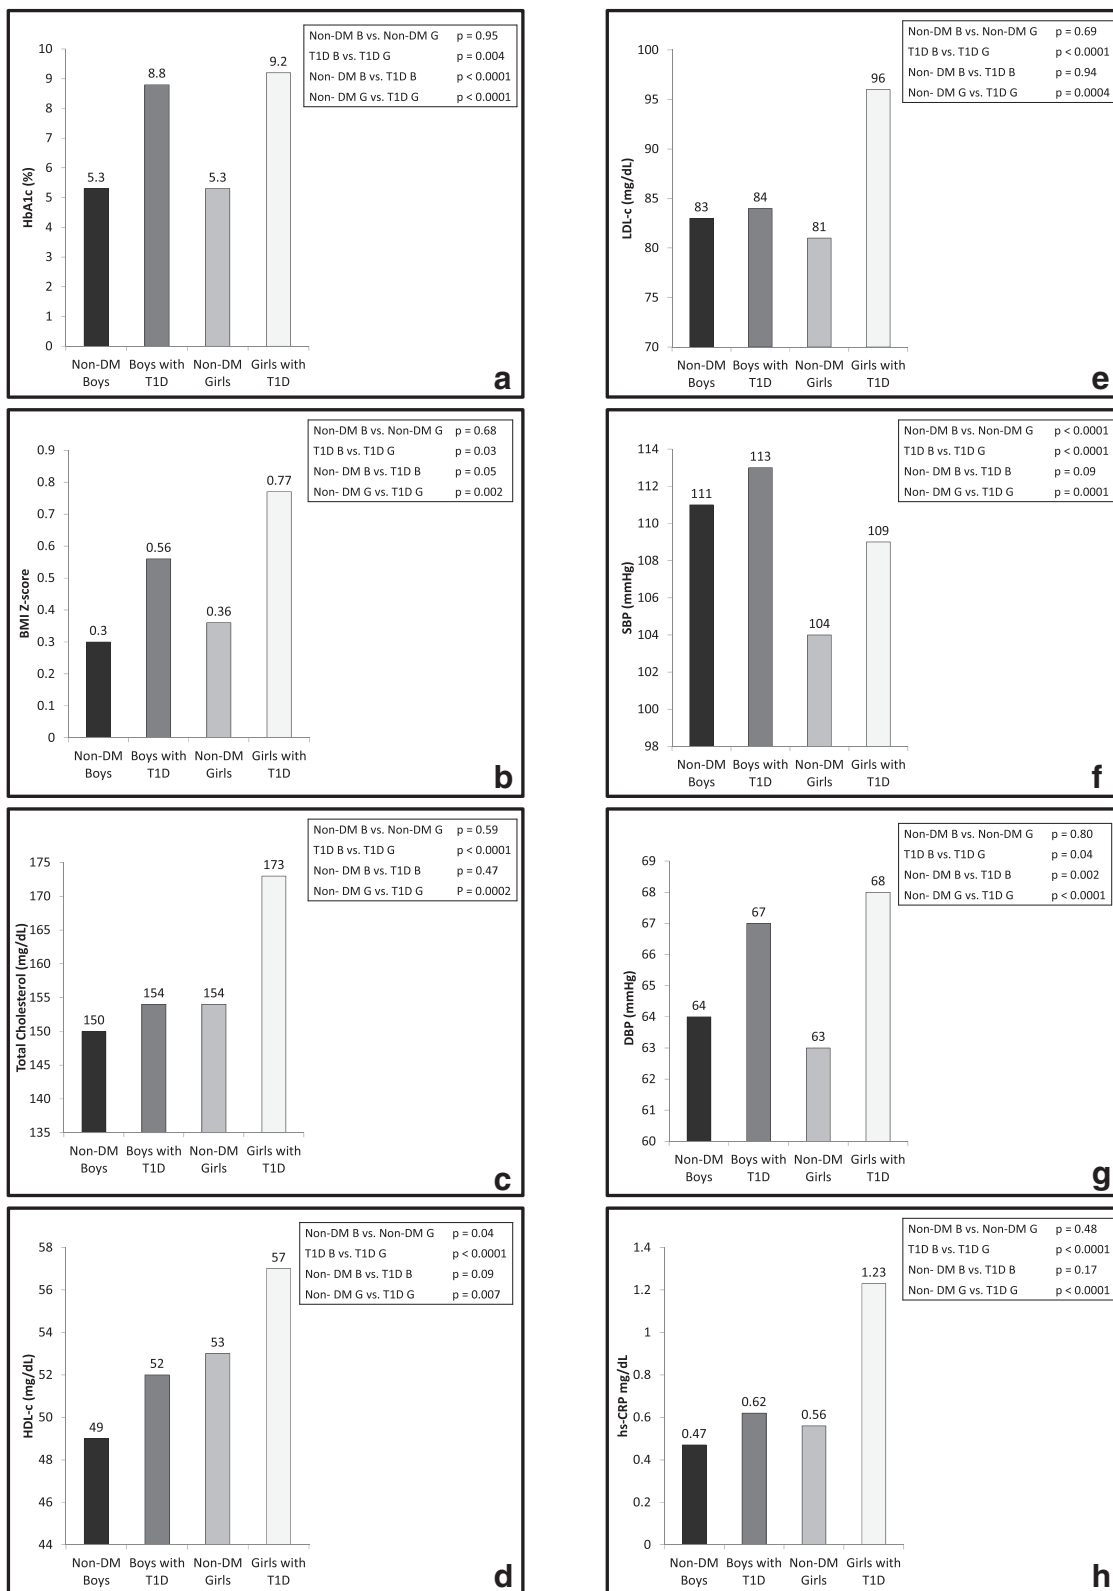 Non-DM B vs. Non-DM G p = 0.95
T1D B vs. T1D G p = 0.004
Non- DM B vs. T1D B p < 0.0001
Non- DM G vs. T1D G p < 0.0001
HbA1c (%)
10
9
8
7
6
5
4
3
2
1
0
5.3
8.8
5.3
9.2
Non-DM Boys with Non-DM Girls with
Boys T1D Girls T1D
a
Non-DM B vs. Non-DM G p = 0.68
T1D B vs. T1D G p = 0.03
Non- DM B vs. T1D B p = 0.05
Non- DM G vs. T1D G p = 0.002
BMI Z-score
0.9
0.8
0.7
0.6
0.5
0.4
0.3
0.2
0.1
0
0.3
0.56
0.36
0.77
Non-DM Boys with Non-DM Girls with
Boys T1D Girls T1D
b
Non-DM B vs. Non-DM G p = 0.59
T1D B vs. T1D G p < 0.0001
Non- DM B vs. T1D B p = 0.47
Non- DM G vs. T1D G P = 0.0002
Total Cholesterol (mg/dL)
175
170
165
160
155
150
145
140
135
150
154
154
173
Non-DM Boys with Non-DM Girls with
Boys T1D Girls T1D
c
Non-DM B vs. Non-DM G p = 0.04
T1D B vs. T1D G p < 0.0001
Non- DM B vs. T1D B p = 0.09
Non- DM G vs. T1D G p = 0.007
HDL-c (mg/dL)
58
56
54
52
50
48
46
44
49
52
53
57
Non-DM Boys with Non-DM Girls with
Boys T1D Girls T1D
d
Non-DM B vs. Non-DM G p = 0.69
T1D B vs. T1D G p < 0.0001
Non- DM B vs. T1D B p = 0.94
Non- DM G vs. T1D G p = 0.0004
LDL-c (mg/dL)
100
95
90
85
80
75
70
83
84
81
96
Non-DM Boys with Non-DM Girls with
Boys T1D Girls T1D
e
Non-DM B vs. Non-DM G p < 0.0001
T1D B vs. T1D G p < 0.0001
Non- DM B vs. T1D B p = 0.09
Non- DM G vs. T1D G p = 0.0001
SBP (mmHg)
114
112
110
108
106
104
102
100
98
111
113
104
109
Non-DM Boys with Non-DM Girls with
Boys T1D Girls T1D
f
Non-DM B vs. Non-DM G p = 0.80
T1D B vs. T1D G p = 0.04
Non- DM B vs. T1D B p = 0.002
Non- DM G vs. T1D G p < 0.0001
DBP (mmHg)
69
68
67
66
65
64
63
62
61
60
64
67
63
68
Non-DM Boys with Non-DM Girls with
Boys T1D Girls T1D
g
Non-DM B vs. Non-DM G p = 0.48
T1D B vs. T1D G p < 0.0001
Non- DM B vs. T1D B p = 0.17
Non- DM G vs. T1D G p < 0.0001
hs-CRP mg/dL
1.4
1.2
1
0.8
0.6
0.4
0.2
0
0.47
0.62
0.56
1.23
Non-DM Boys with Non-DM Girls with
Boys T1D Girls T1D
h